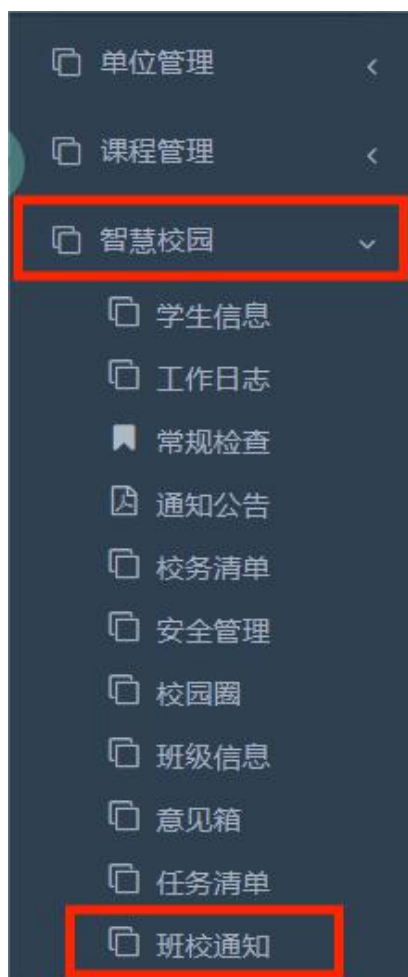 单位管理
课程管理
智慧校园
学生信息
工作日志
常规检查
通知公告
校务清单
安全管理
校园圈
班级信息
意见箱
任务清单
班校通知